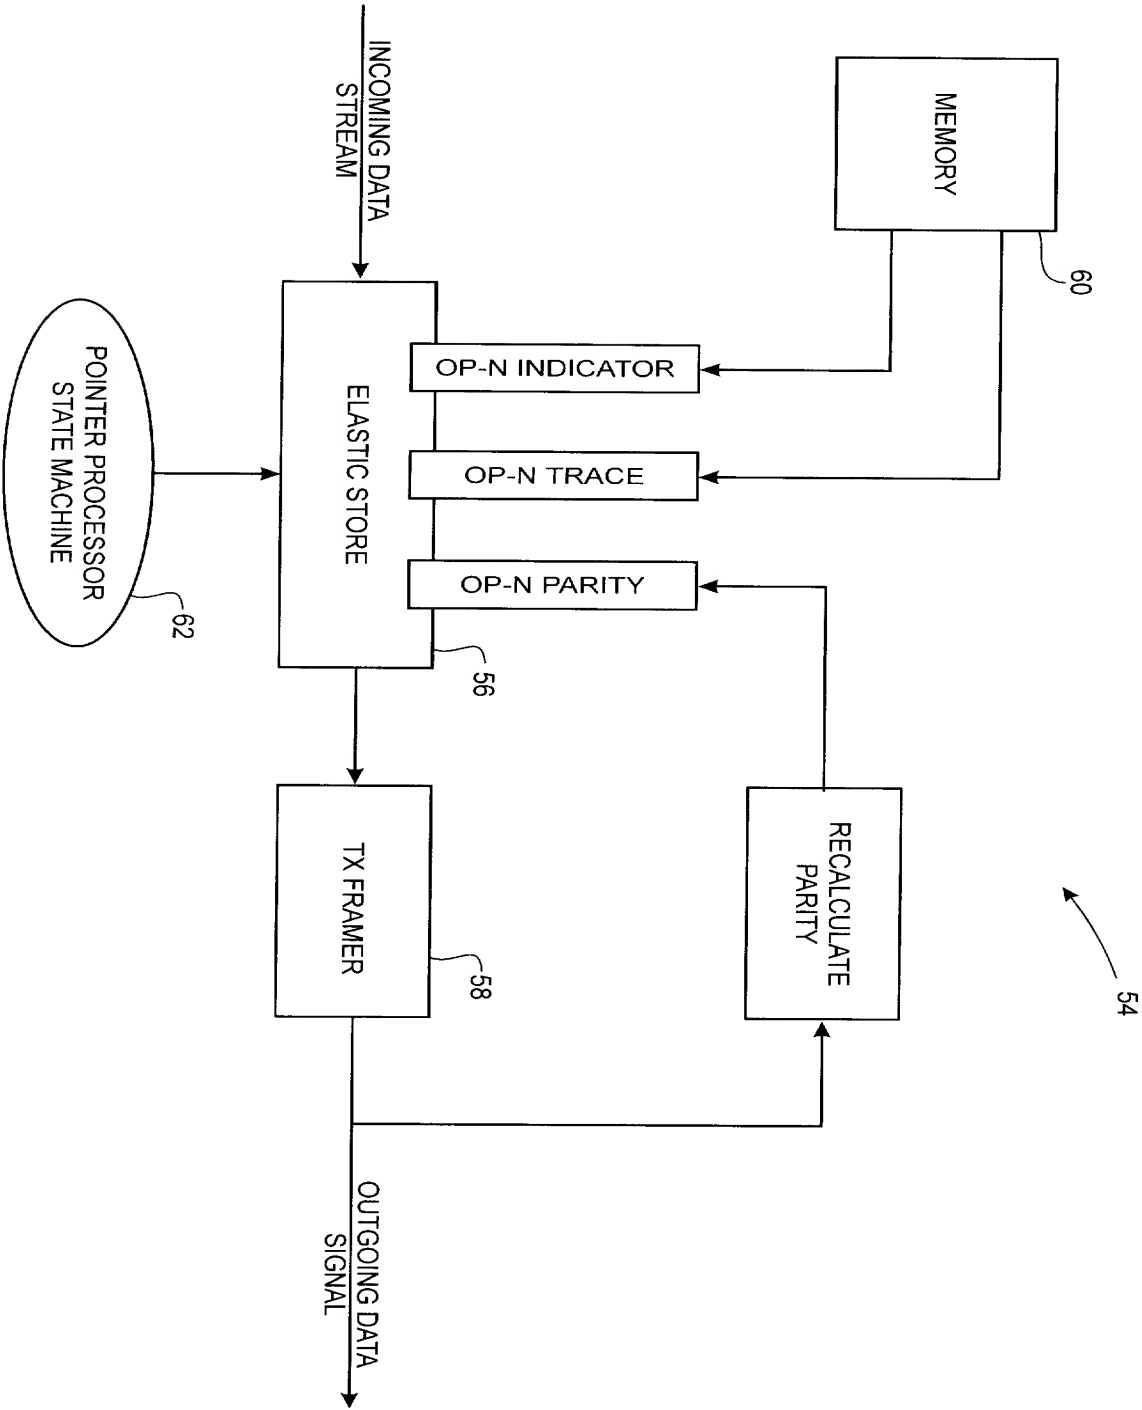 MEMORY
60
INCOMING DATA
STREAM
OP-N INDICATOR
OP-N TRACE
OP-N PARITY
ELASTIC STORE
56
POINTER PROCESSOR
STATE MACHINE
62
TX FRAMER
58
RECALCULATE
PARITY
54
OUTGOING DATA
SIGNAL